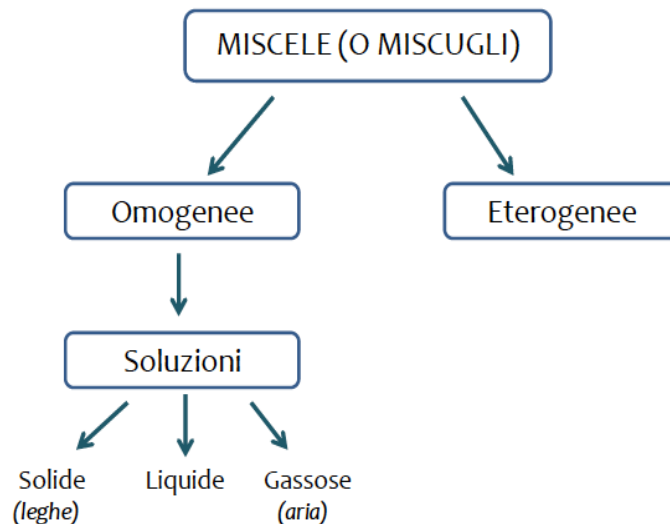 MISCELE (O MISCUGLI)
Omogenee
Eterogenee
Soluzioni
Solide
(leghe)
Liquide
Gassose
(aria)